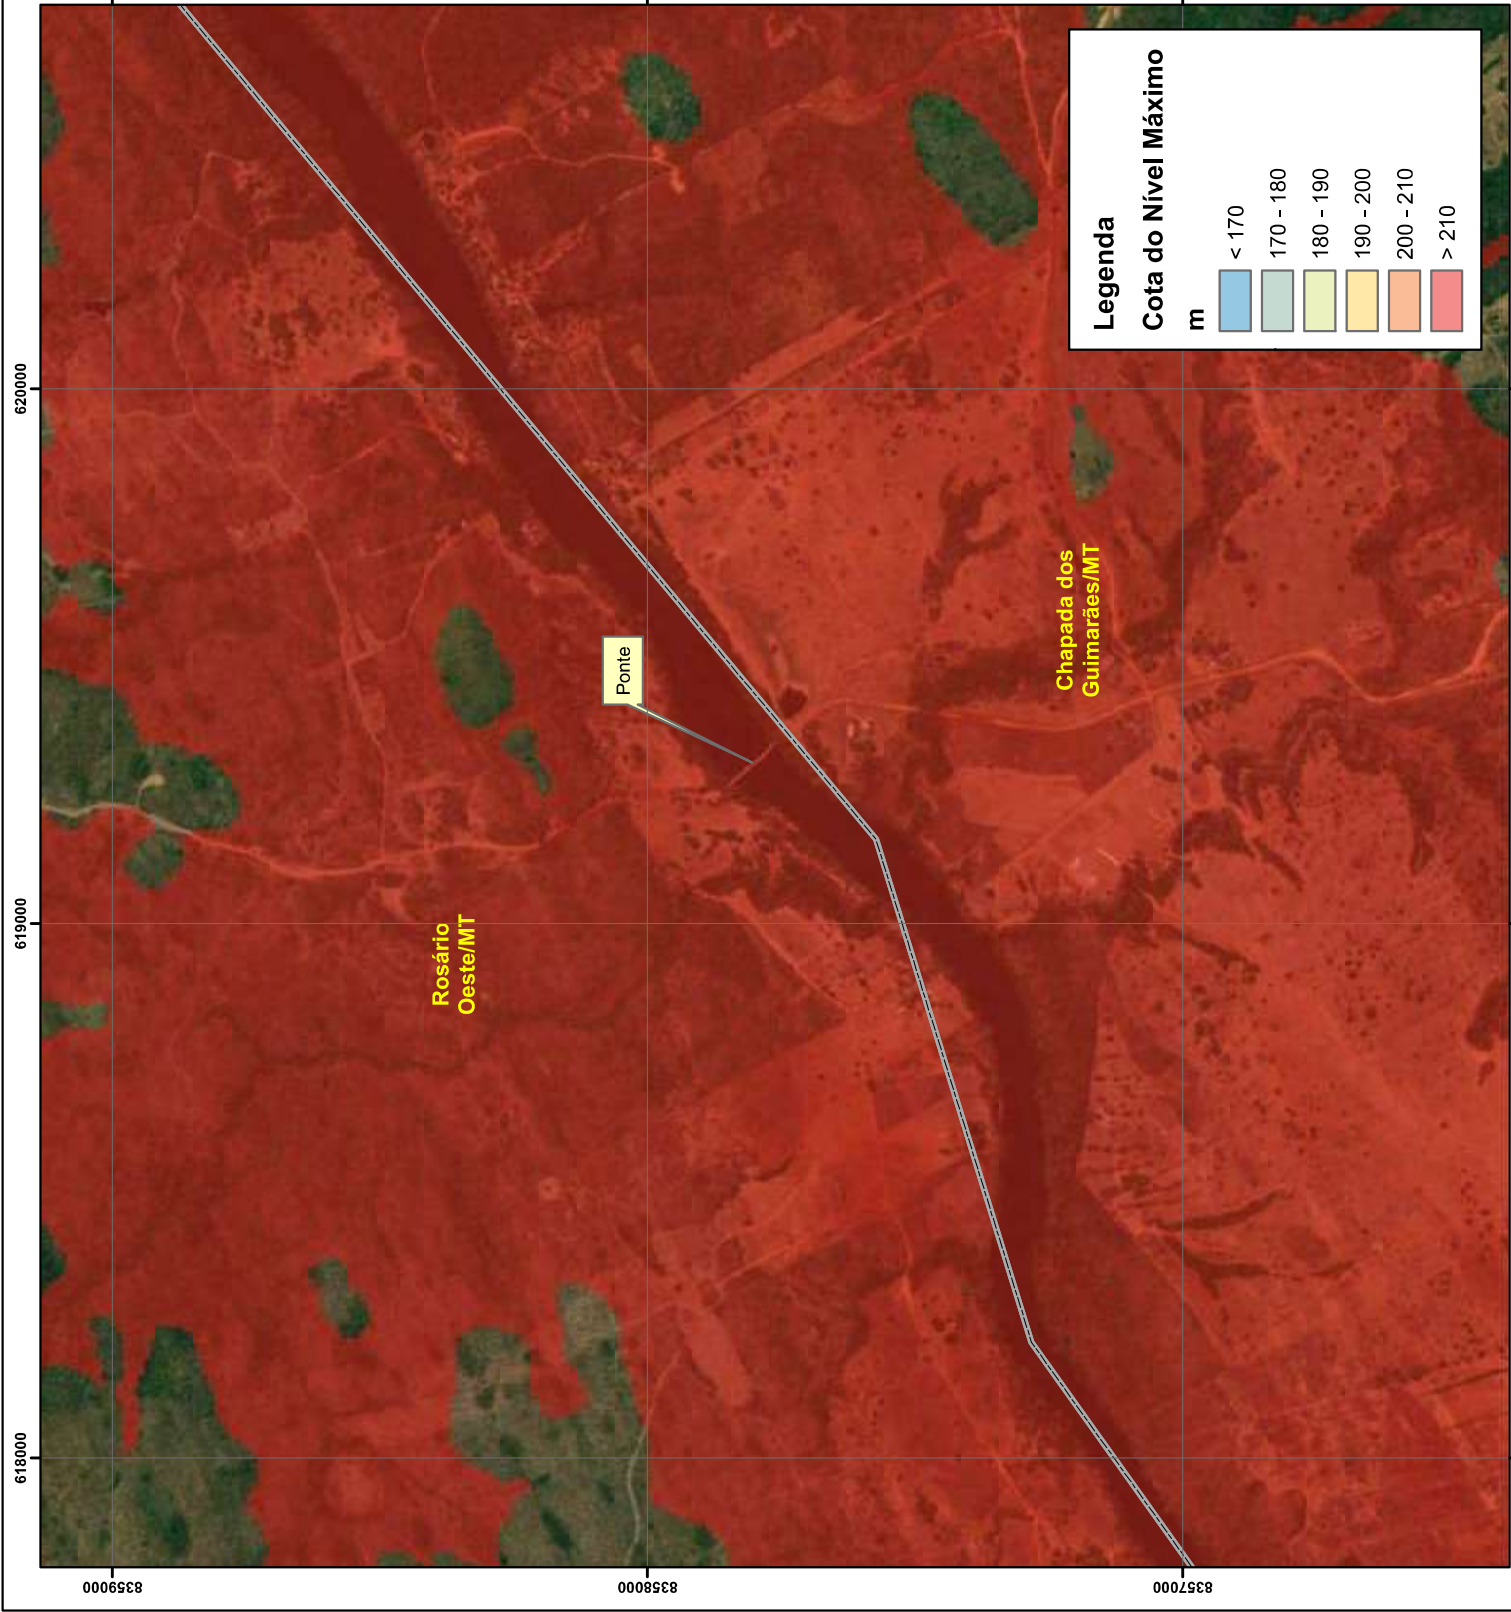 620000
619000
618000
8359000
8358000
8357000
Ponte
Rosário
Oeste/MT
Chapada dos
Guimarães/MT
Legenda
Cota do Nível Máximo
m
< 170
170 - 180
180 - 190
190 - 200
200 - 210
> 210